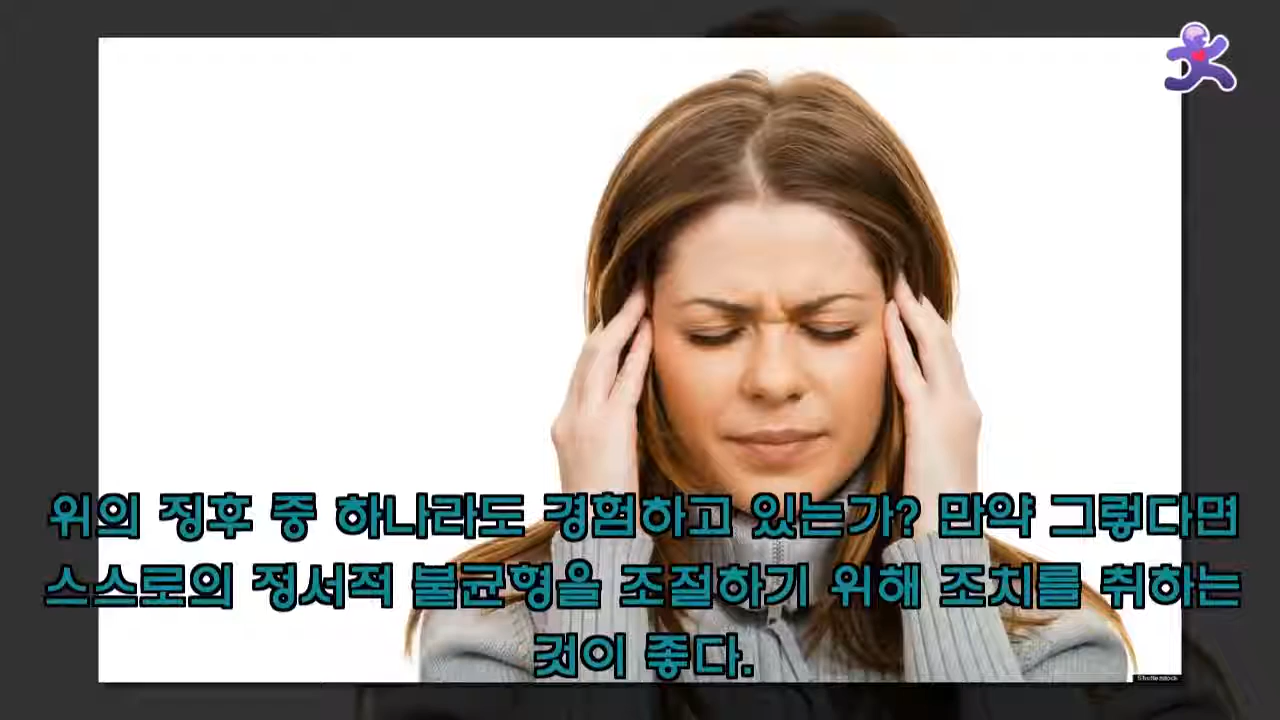 위의 징후 중 하나라도 경험하고 있는가? 만약 그렇다면
스스로의 정서적 불균형을 조절하기 위해 조치를 취하는
것이 좋다.
Shutterstock